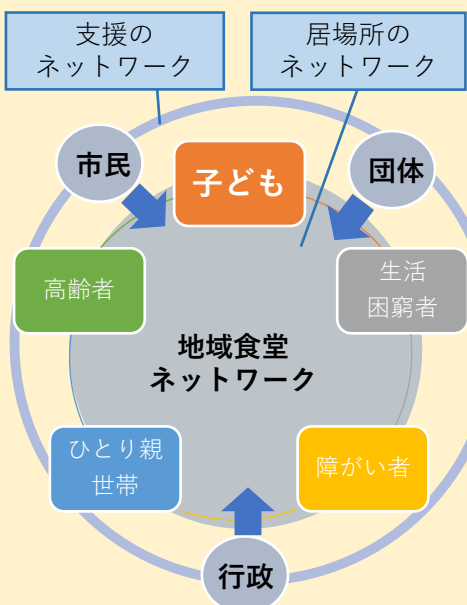 支援の
ネットワーク
居場所の
ネットワーク
市民
子ども
団体
高齢者
生活
困窮者
地域食堂
ネットワーク
ひとり親
世帯
障がい者
行政